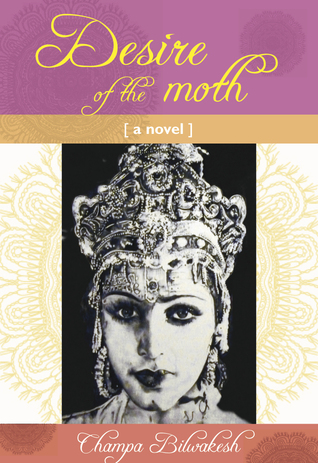 Desire
of the moth
[ a novel ]
Champa Bilwakesh